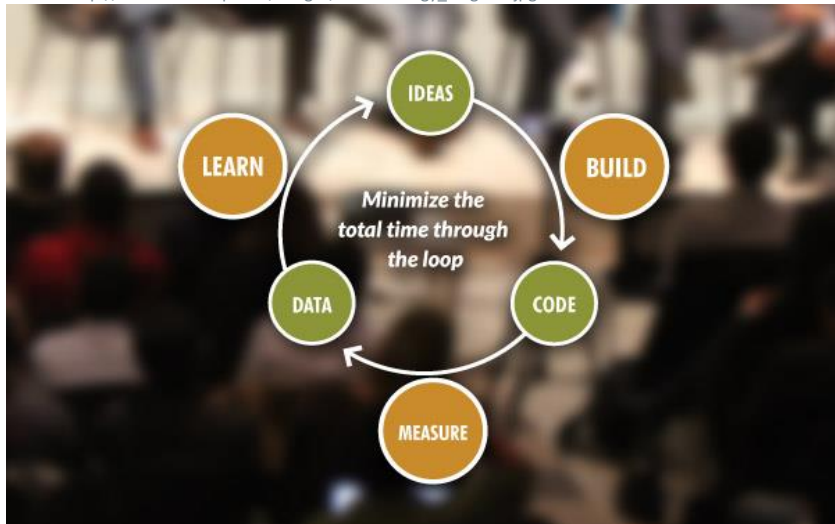 IDEAS
LEARN
BUILD
Minimize the
total time through
the loop
DATA
CODE
MEASURE